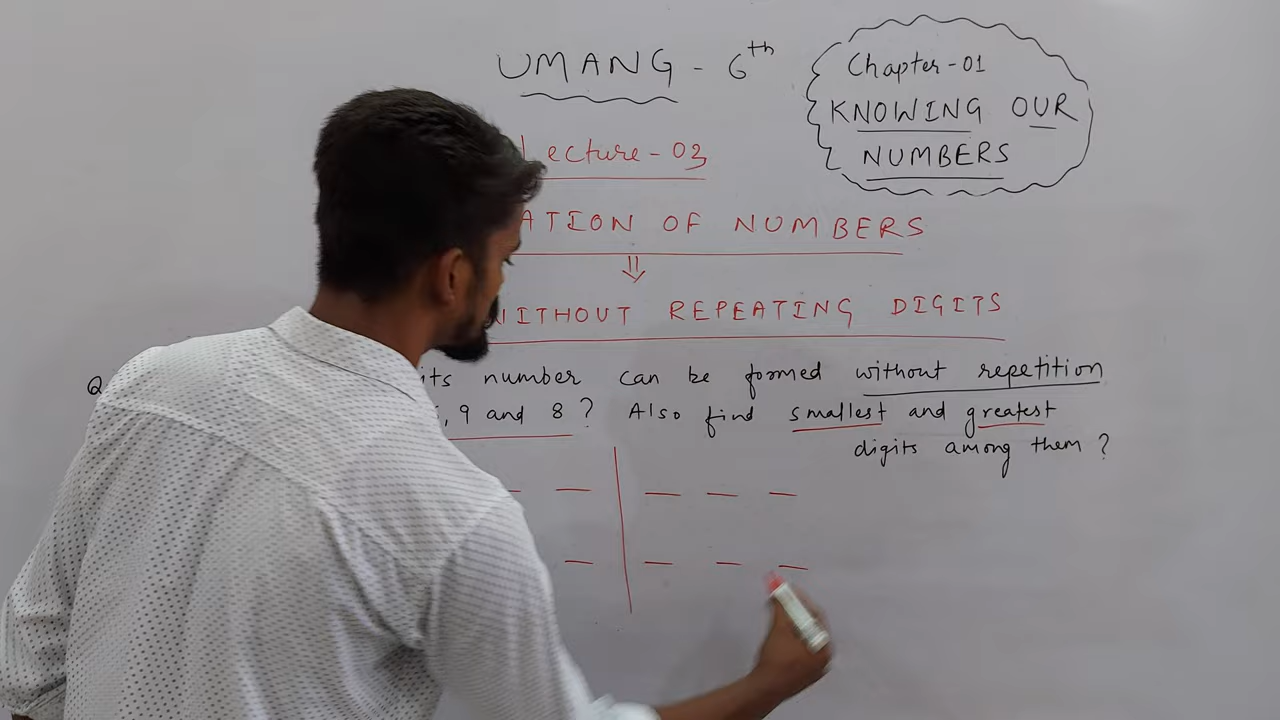 UMANG - 6th
Chapter-01
KNOWING OUR
NUMBERS
Lecture-03
ATION OF NUMBERS
⇓
WITHOUT REPEATING DIGITS
its number can be formed without repetition
, 9 and 8 ? Also find smallest and greatest
digits among them ?